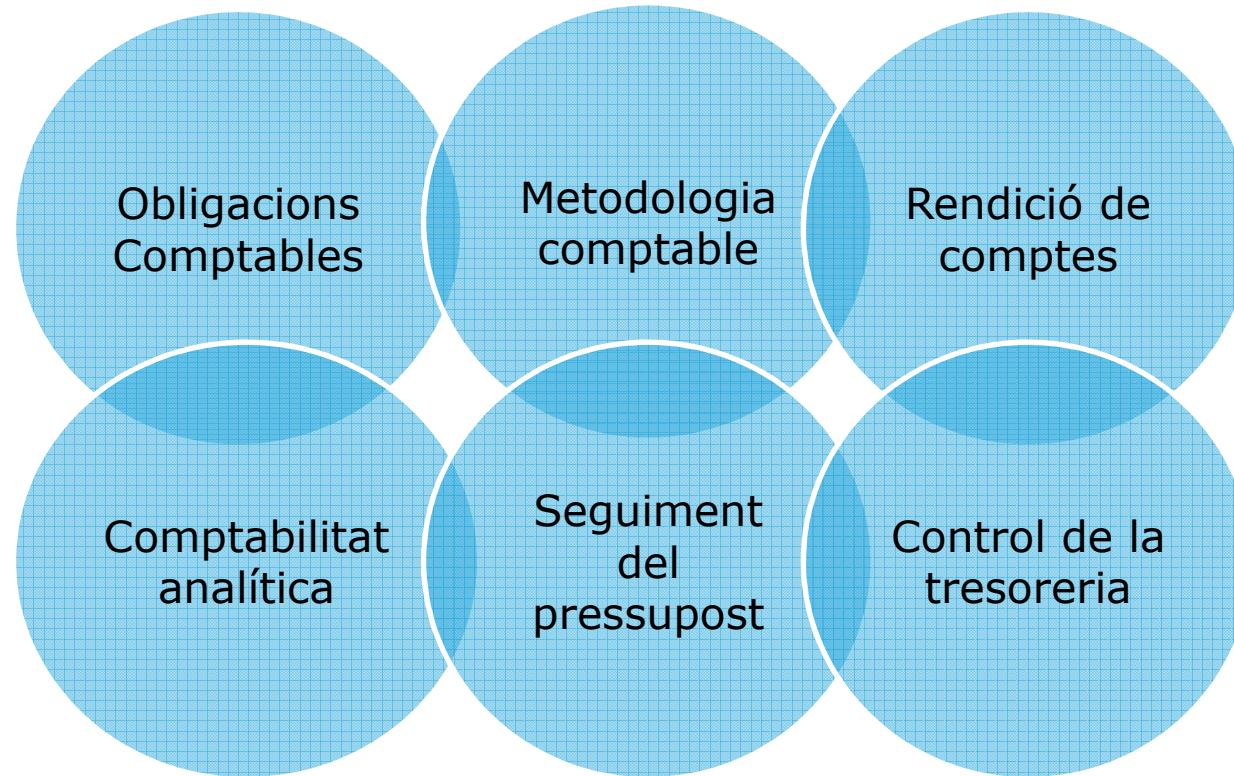 Obligacions
Comptables
Metodologia
comptable
Rendició de
comptes
Comptabilitat
analítica
Seguiment
del
pressupost
Control de la
tresoreria